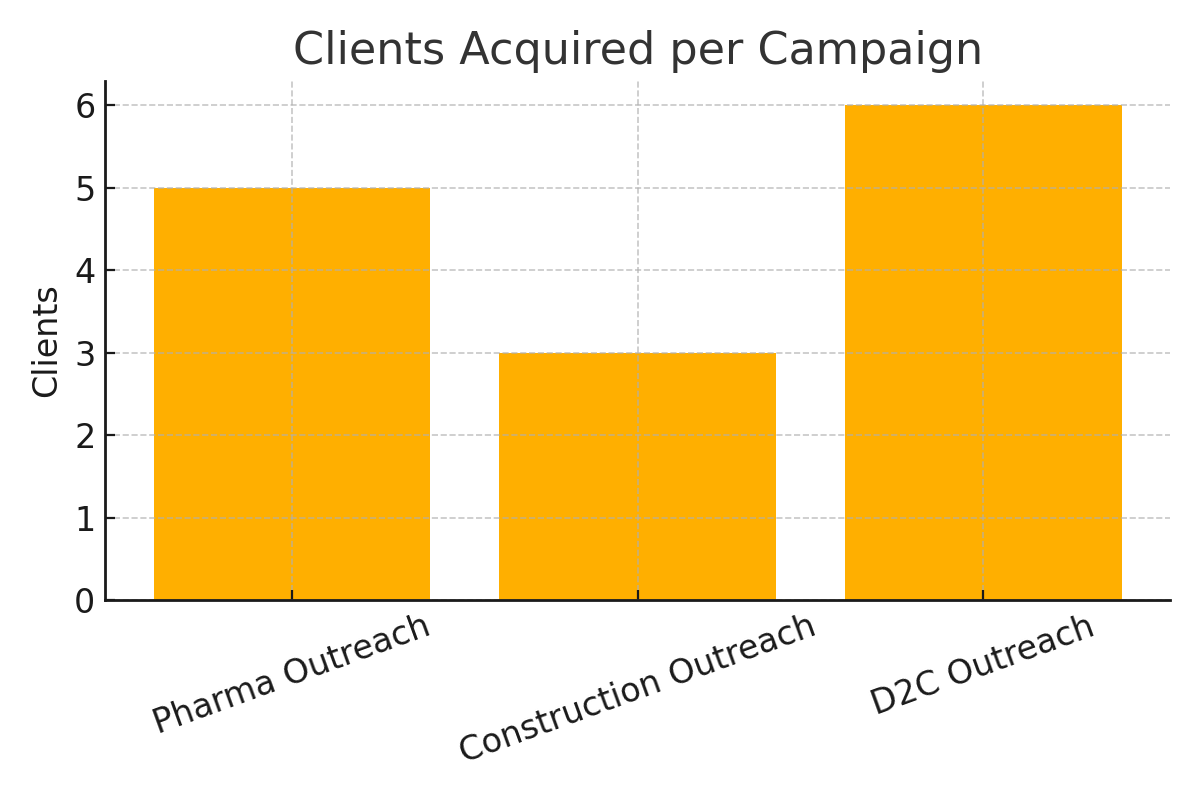 Clients Acquired per Campaign
6
5
4
3
2
1
0
Clients
Pharma Outreach
Construction Outreach
D2C Outreach